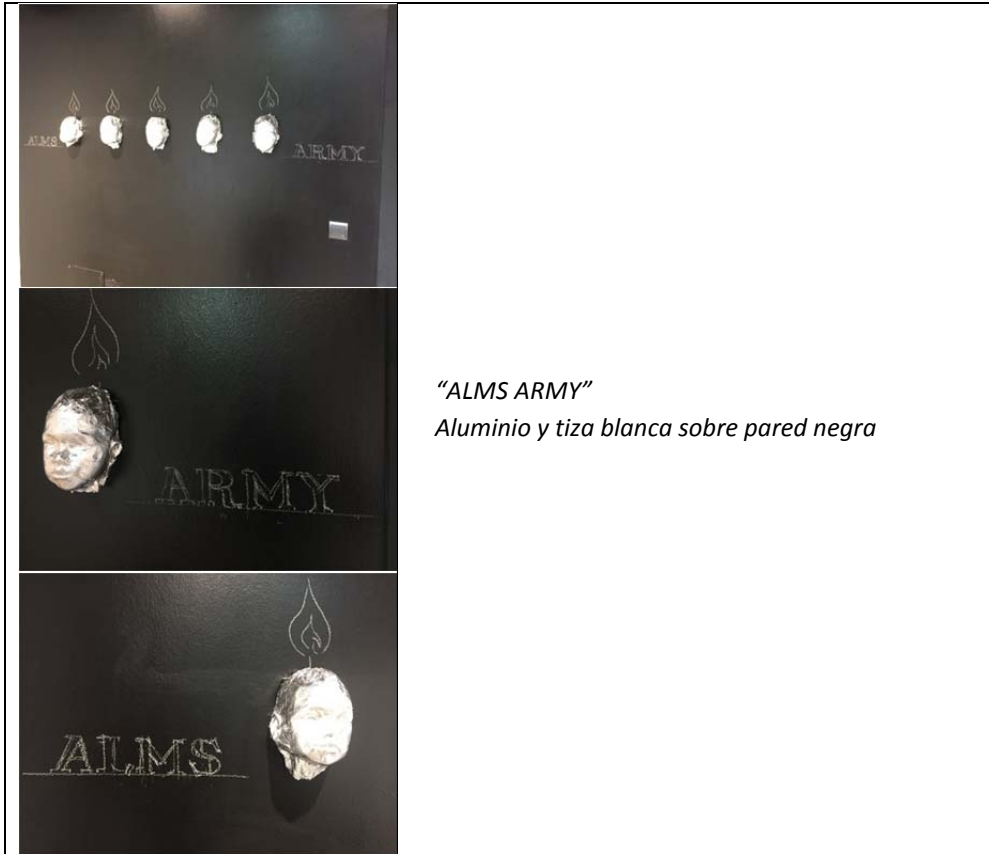 ALMS
ARMY
ARMY
ALMS
“ALMS ARMY”
Aluminio y tiza blanca sobre pared negra